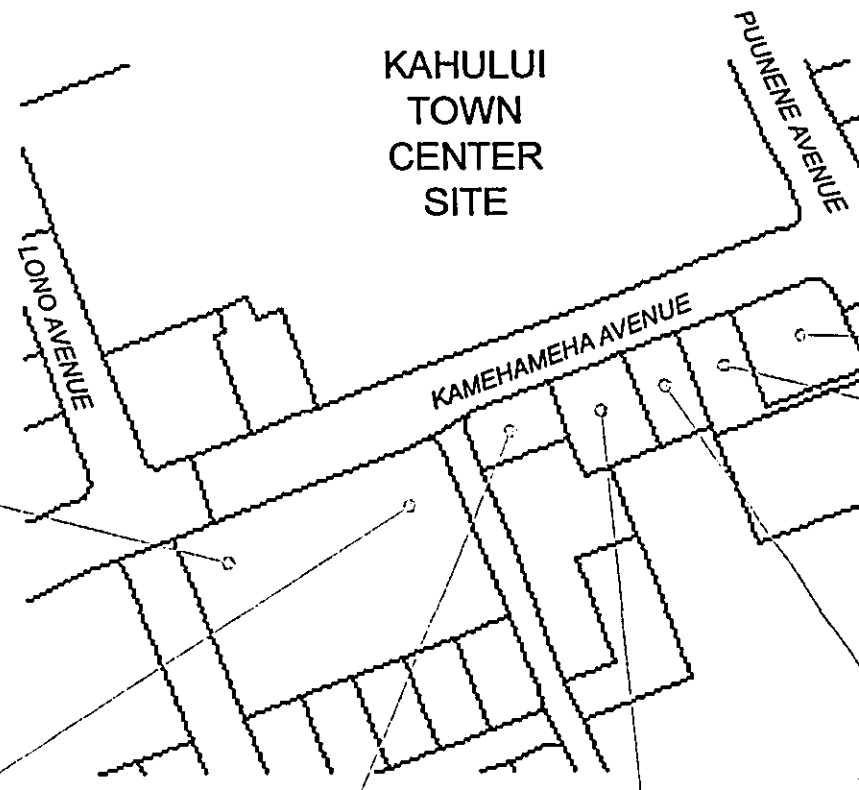 KAHULUI
TOWN
CENTER
SITE
PUUNENE AVENUE
LONO AVENUE
KAMEHAMEHA AVENUE